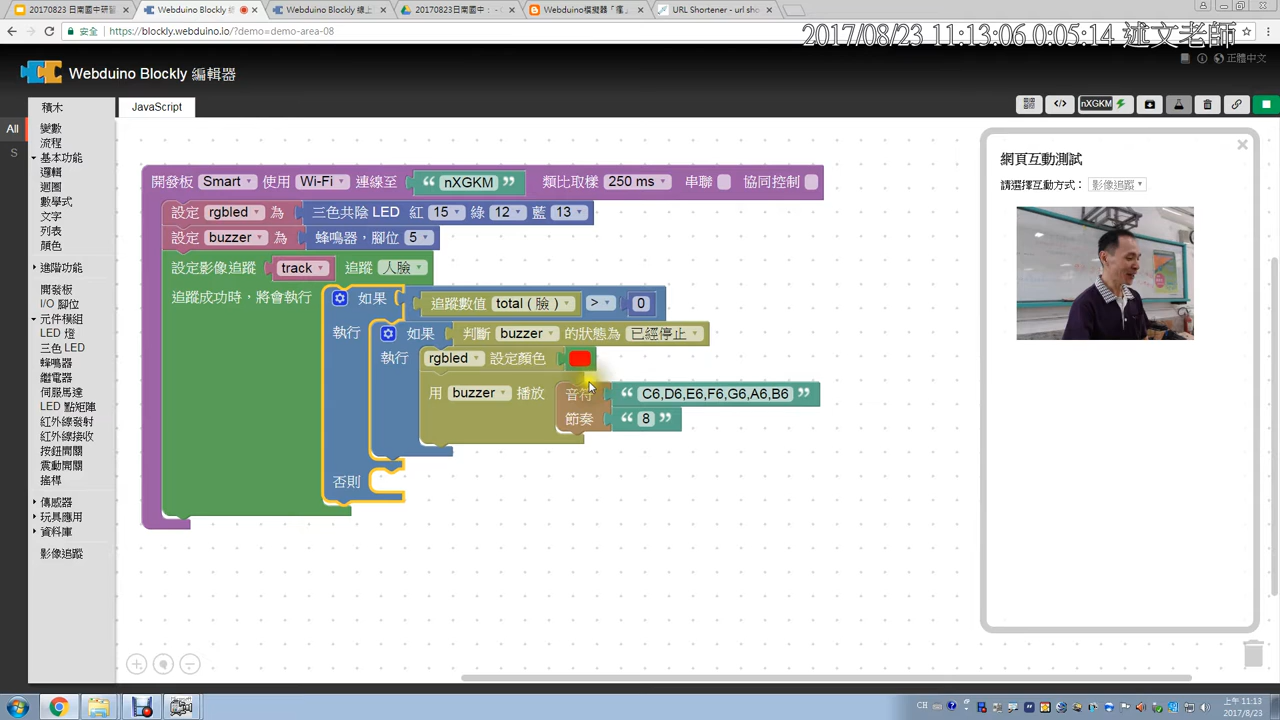 20170823 日南國中研
Webduino Blockly 編
Webduino Blockly 線上
20170823日南國中：
Webduino模擬器「瘋」
URL Shortener - url sho
安全 https://blockly.webduino.io/?demo=demo-area-08
2017/08/23 11:13:06 0:05:14 述文老師
Webduino Blockly 編輯器
正體中文
積木
JavaScript
nXGKM
All
S
變數
流程
基本功能
邏輯
迴圈
數學式
文字
列表
顏色
進階功能
開發板
I/O 腳位
元件模組
LED 燈
三色 LED
蜂鳴器
繼電器
伺服馬達
LED 點矩陣
紅外線發射
紅外線接收
按鈕開關
震動開關
搖桿
傳感器
玩具應用
資料庫
影像追蹤
開發板 Smart 使用 Wi-Fi 連線至 “ nXGKM ” 類比取樣 250 ms 串聯 協同控制
設定 rgbled 為 三色共陰 LED 紅 15 綠 12 藍 13
設定 buzzer 為 蜂鳴器，腳位 5
設定影像追蹤 track 追蹤 人臉
追蹤成功時，將會執行 如果 追蹤數值 total ( 臉 ) > 0
執行 如果 判斷 buzzer 的狀態為 已經停止
執行 rgbled 設定顏色
用 buzzer 播放 音符 “ C6,D6,E6,F6,G6,A6,B6 ”
節奏 “ 8 ”
否則
網頁互動測試
請選擇互動方式： 影像追蹤
CH
上午 11:13
2017/8/23